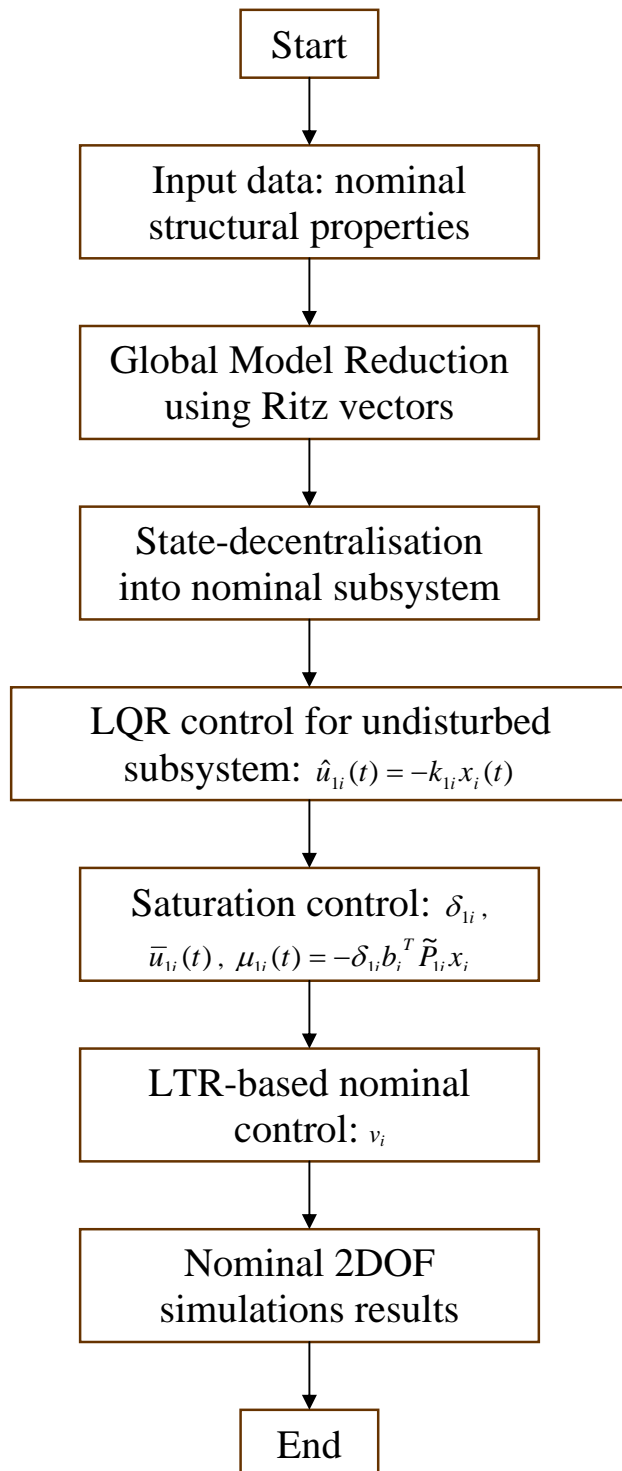 Start
Input data: nominal
structural properties
Global Model Reduction
using Ritz vectors
State-decentralisation
into nominal subsystem
LQR control for undisturbed
subsystem: û₁ᵢ(t) = −k₁ᵢxᵢ(t)
Saturation control: δ₁ᵢ ,
ū₁ᵢ(t) , μ₁ᵢ(t) = −δ₁ᵢbᵢᵀ P̃₁ᵢxᵢ
LTR-based nominal
control: vᵢ
Nominal 2DOF
simulations results
End